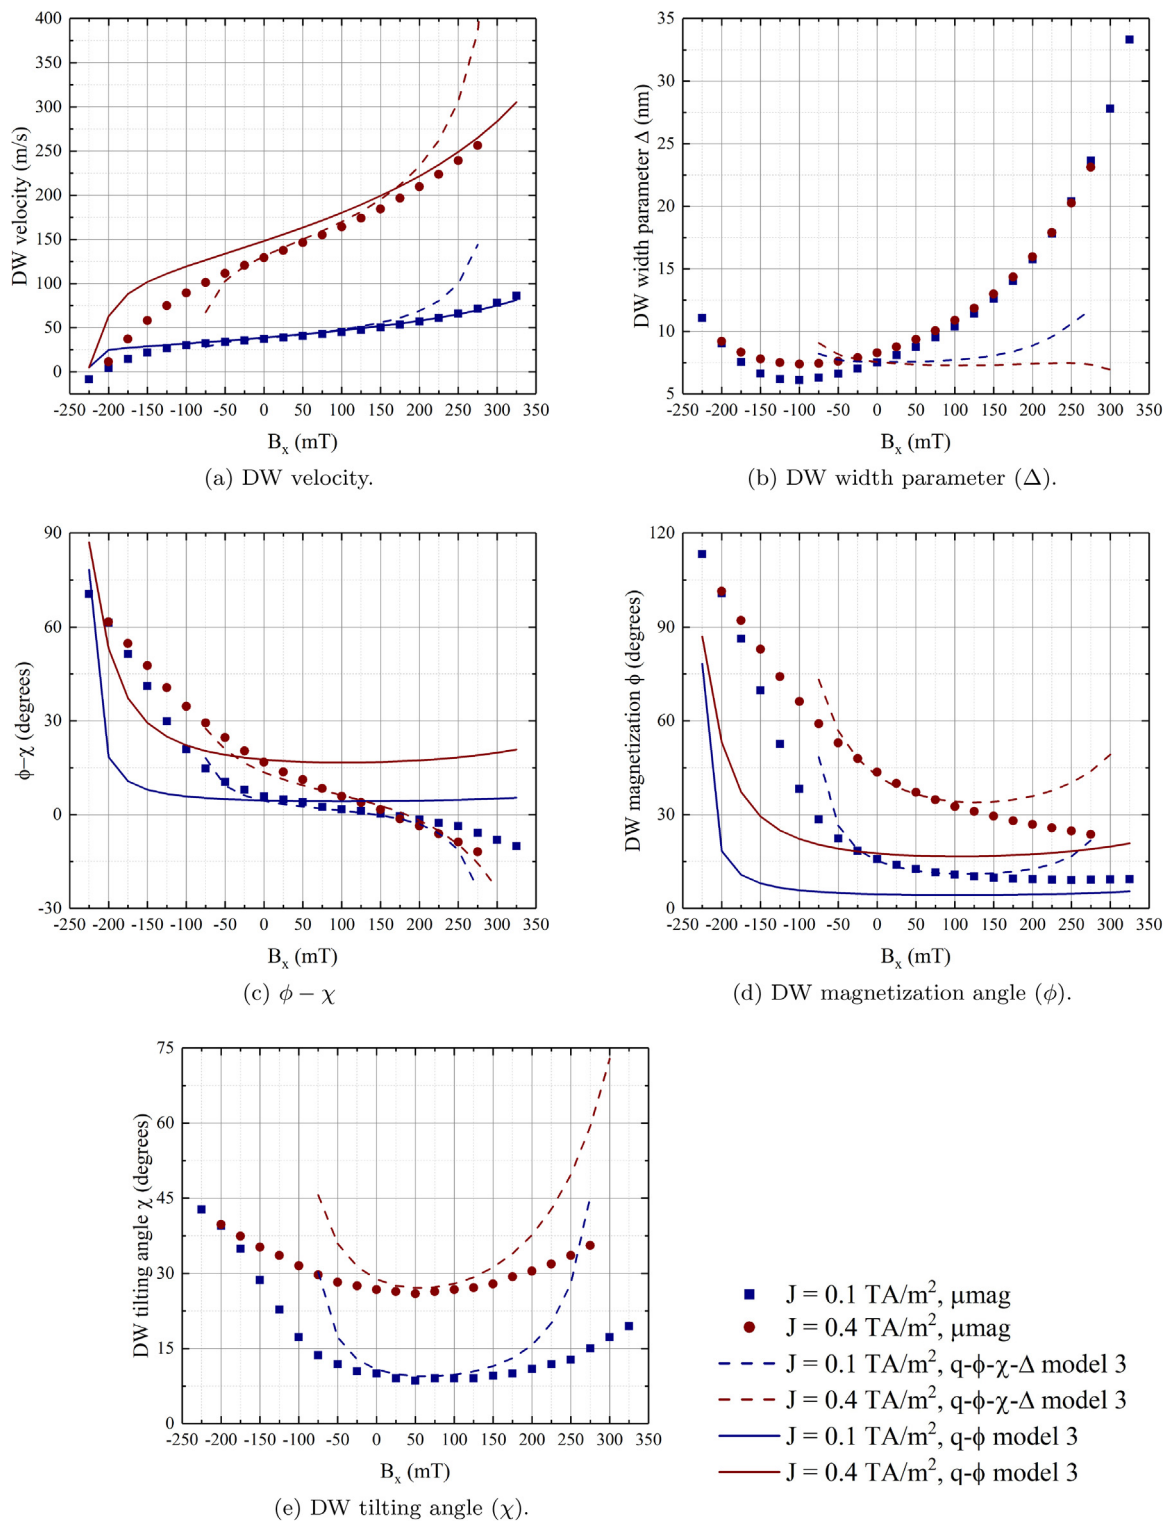 400
350
300
250
200
150
100
50
0
DW velocity (m/s)
-250 -200 -150 -100 -50 0 50 100 150 200 250 300 350
Bx (mT)
(a) DW velocity.
35
30
25
20
15
10
5
DW width parameter Δ (nm)
-250 -200 -150 -100 -50 0 50 100 150 200 250 300 350
Bx (mT)
(b) DW width parameter (Δ).
90
60
30
0
-30
ϕ−χ (degrees)
-250 -200 -150 -100 -50 0 50 100 150 200 250 300 350
Bx (mT)
(c) ϕ − χ
120
90
60
30
0
DW magnetization ϕ (degrees)
-250 -200 -150 -100 -50 0 50 100 150 200 250 300 350
Bx (mT)
(d) DW magnetization angle (ϕ).
75
60
45
30
15
0
DW tilting angle χ (degrees)
-250 -200 -150 -100 -50 0 50 100 150 200 250 300 350
Bx (mT)
(e) DW tilting angle (χ).
J = 0.1 TA/m², μmag
J = 0.4 TA/m², μmag
J = 0.1 TA/m², q-ϕ-χ-Δ model 3
J = 0.4 TA/m², q-ϕ-χ-Δ model 3
J = 0.1 TA/m², q-ϕ model 3
J = 0.4 TA/m², q-ϕ model 3